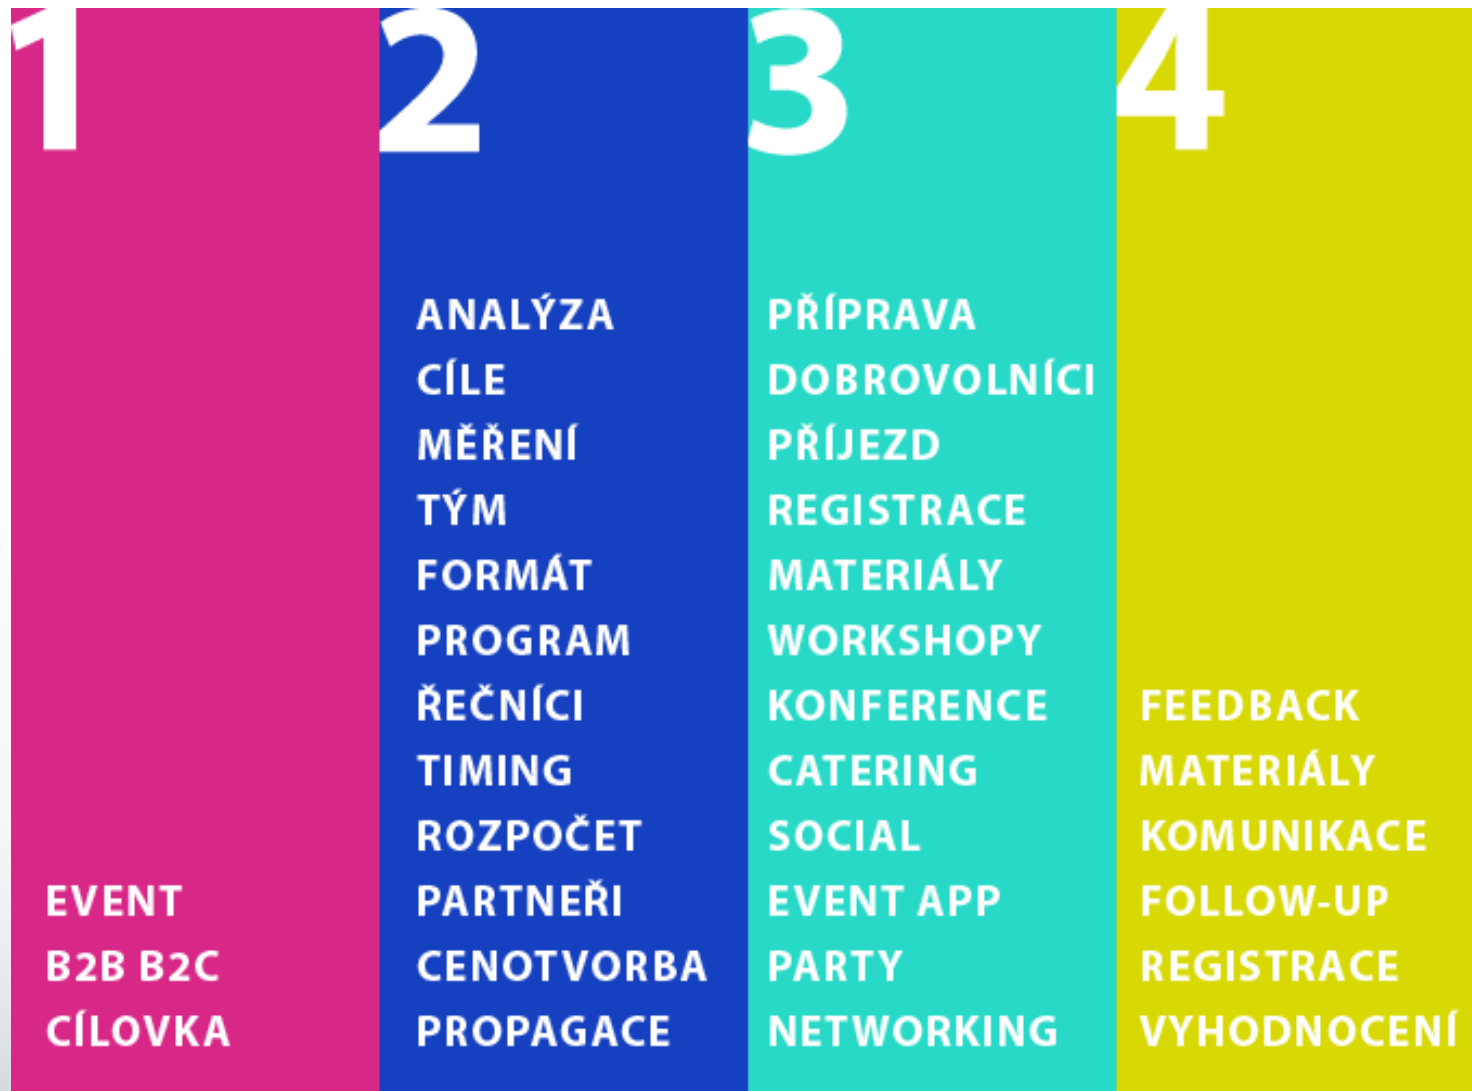 1
EVENT
B2B B2C
CÍLOVKA
2
ANALÝZA
CÍLE
MĚŘENÍ
TÝM
FORMÁT
PROGRAM
ŘEČNÍCI
TIMING
ROZPOČET
PARTNEŘI
CENOTVORBA
PROPAGACE
3
PŘÍPRAVA
DOBROVOLNÍCI
PŘÍJEZD
REGISTRACE
MATERIÁLY
WORKSHOPY
KONFERENCE
CATERING
SOCIAL
EVENT APP
PARTY
NETWORKING
4
FEEDBACK
MATERIÁLY
KOMUNIKACE
FOLLOW-UP
REGISTRACE
VYHODNOCENÍ